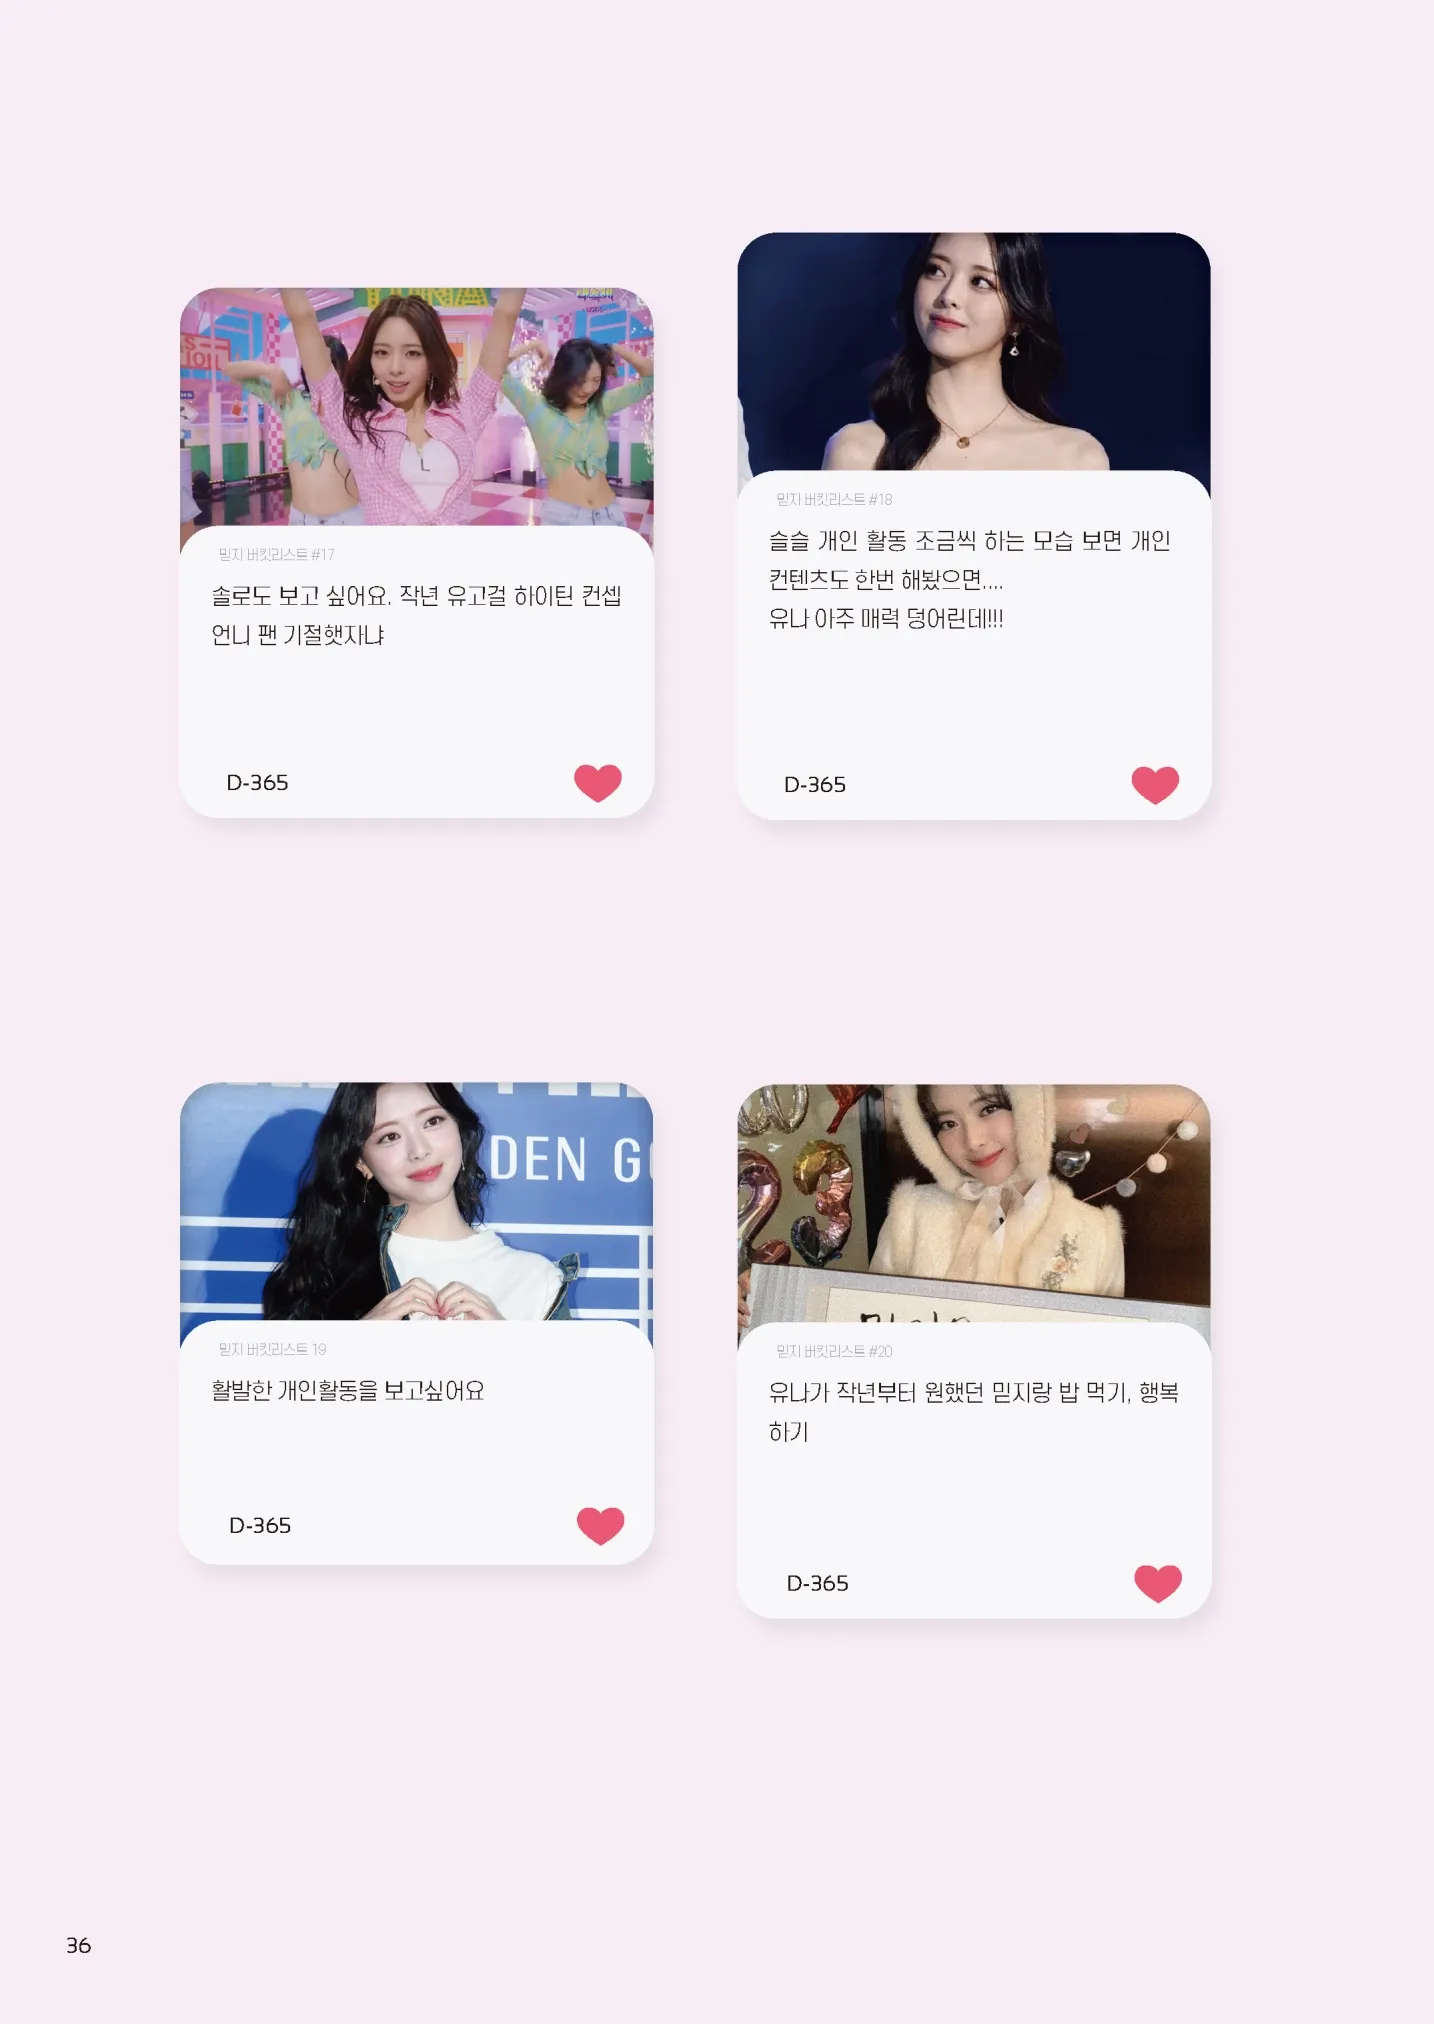 믿지 버킷리스트 #17
솔로도 보고 싶어요. 작년 유고걸 하이틴 컨셉
언니 팬 기절햇자냐
D-365
믿지 버킷리스트 #18
슬슬 개인 활동 조금씩 하는 모습 보면 개인
컨텐츠도 한번 해봤으면....
유나 아주 매력 덩어린데!!!
D-365
DEN G
믿지 버킷리스트 19
활발한 개인활동을 보고싶어요
D-365
23
믿지 버킷리스트 #20
유나가 작년부터 원했던 믿지랑 밥 먹기, 행복
하기
D-365
36